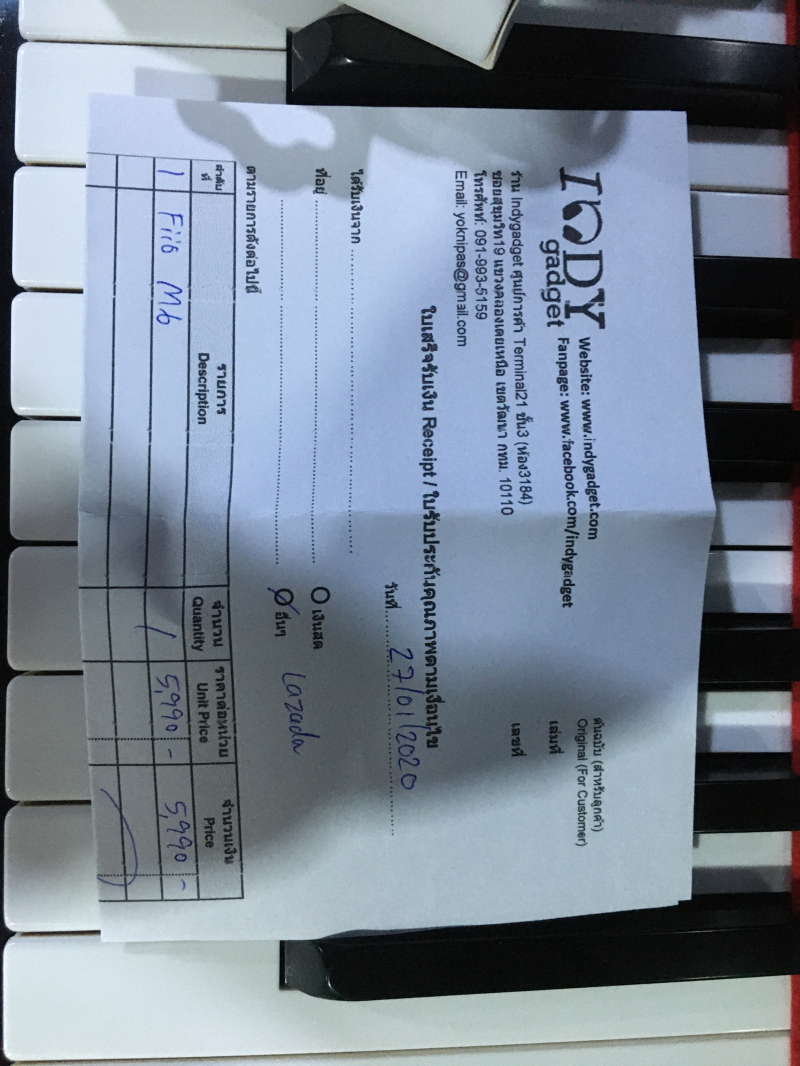 INDY gadget
Website: www.indygadget.com
Fanpage: www.facebook.com/indygadget
ต้นฉบับ (สำหรับลูกค้า)
Original (For Customer)
ร้าน Indygadget ศูนย์การค้า Terminal21 ชั้น3 (ห้อง3184)
ซอยสุขุมวิท19 แขวงคลองเตยเหนือ เขตวัฒนา กทม. 10110
โทรศัพท์: 091-993-5159
Email: yoknipas@gmail.com
เล่มที่
เลขที่
ใบเสร็จรับเงิน Receipt / ใบรับประกันคุณภาพตามเงื่อนไข
วันที่ 27/01/2020
ได้รับเงินจาก
ที่อยู่
เงินสด
อื่นๆ Lazada
ตามรายการดังต่อไปนี้
ลำดับที่ รายการ Description จำนวน Quantity ราคาต่อหน่วย Unit Price จำนวนเงิน Price
1 Fiio M6 1 5,990 - 5,990 -